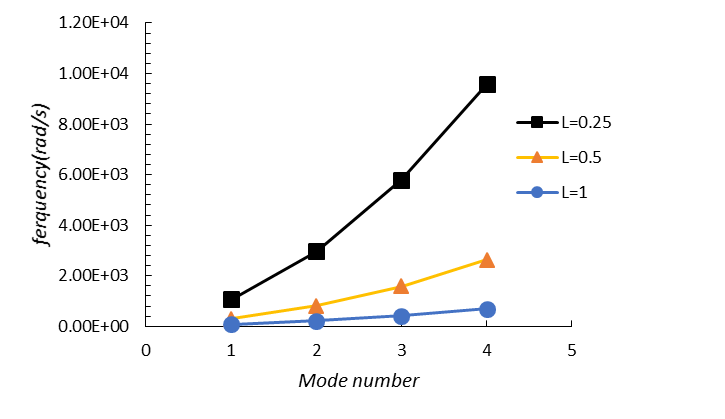 1.20E+04
1.00E+04
8.00E+03
6.00E+03
4.00E+03
2.00E+03
0.00E+00
ferquency(rad/s)
0 1 2 3 4 5
Mode number
L=0.25
L=0.5
L=1